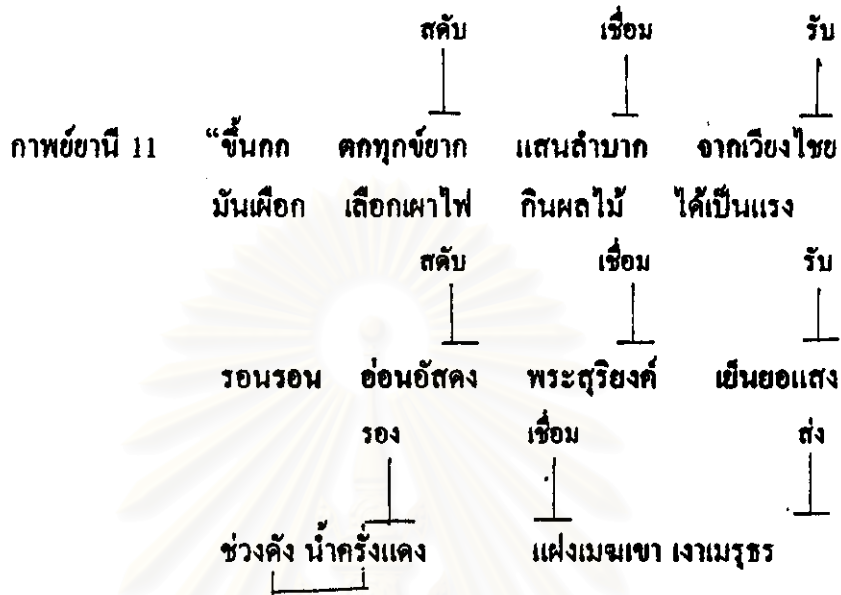 สดับ เชื่อม รับ
กาพย์ยานี 11 “ขึ้นกก ตกทุกข์ยาก แสนลำบาก จากเวียงไชย
มันเผือก เลือกเผาไฟ กินผลไม้ ได้เป็นแรง
สดับ เชื่อม รับ
รอนรอน อ่อนอัสดง พระสุริยงค์ เย็นยอแสง
รอง เชื่อม ส่ง
ช่วงดัง น้ำครั่งแดง แฝงเมฆเขา เงาเมรุธร